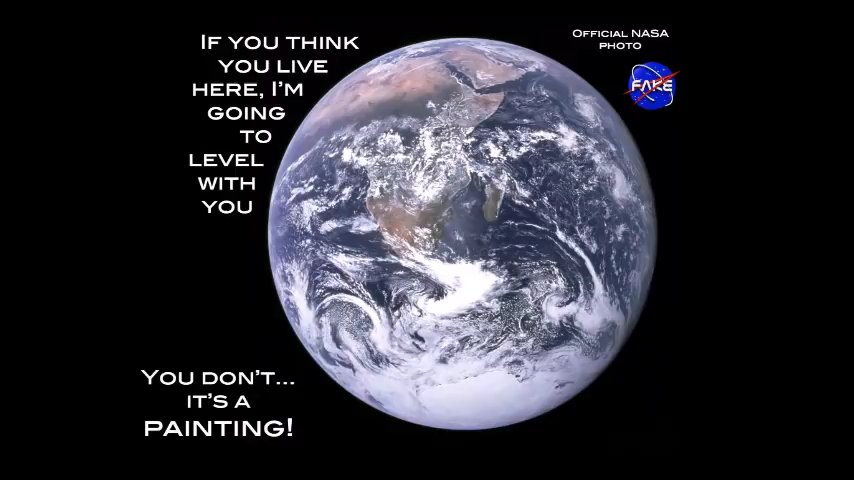 If you think
you live
here, I'm
going
to
level
with
you
Official NASA
photo
FAKE
You don't...
it's a
painting!